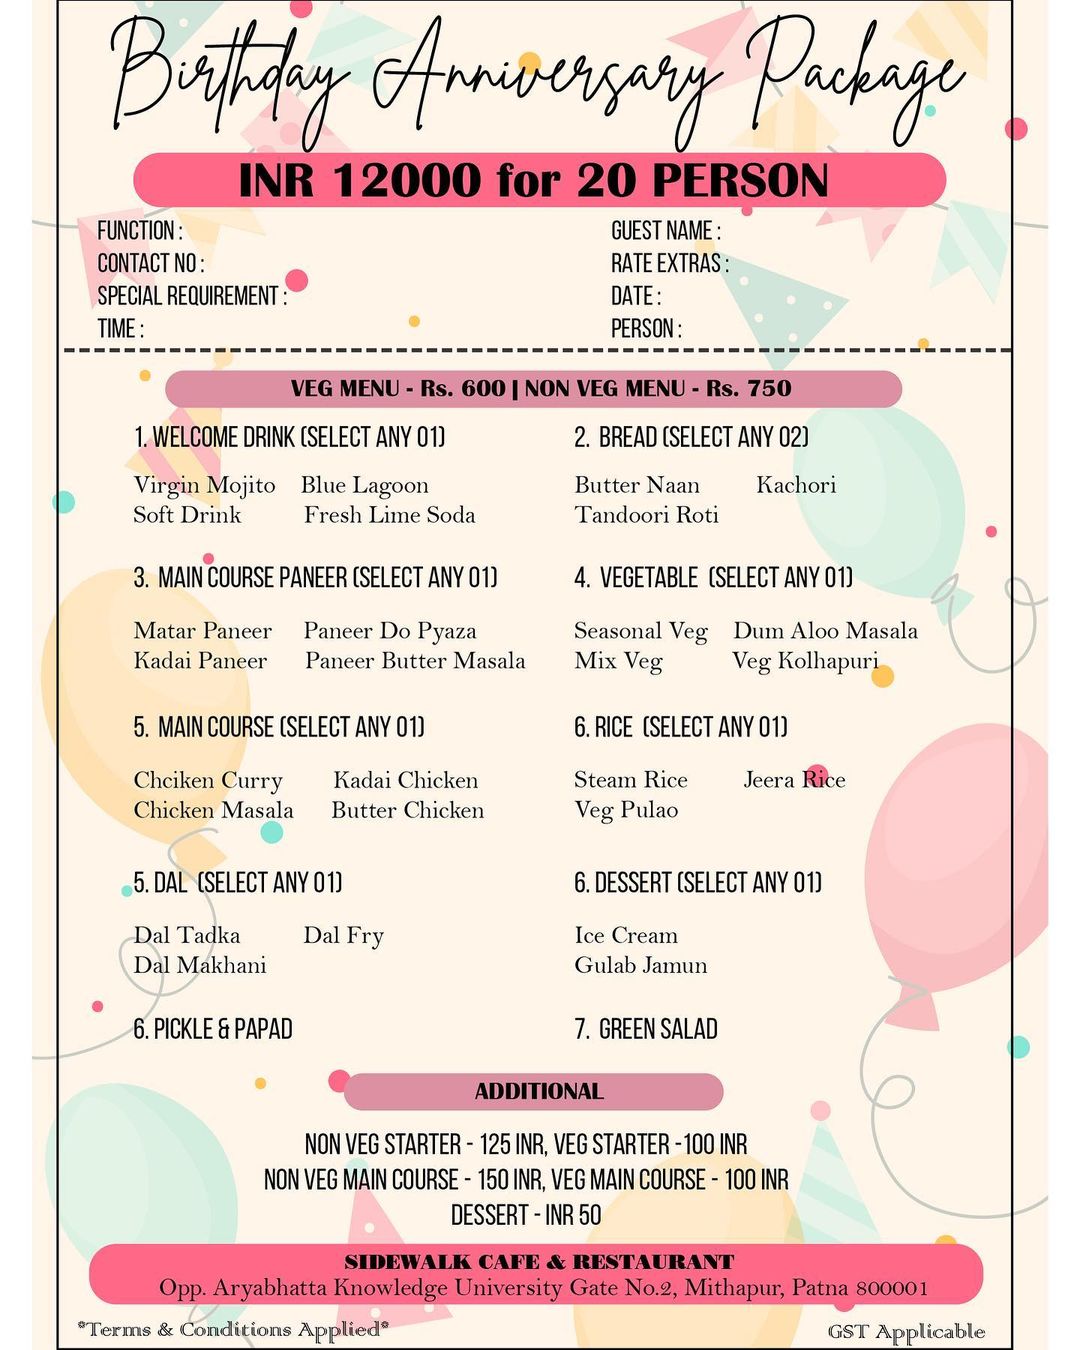 Birthday Anniversary Package
INR 12000 for 20 PERSON
FUNCTION :
GUEST NAME :
CONTACT NO :
RATE EXTRAS :
SPECIAL REQUIREMENT :
DATE :
TIME :
PERSON :
VEG MENU - Rs. 600 | NON VEG MENU - Rs. 750
1. WELCOME DRINK (SELECT ANY 01)
Virgin Mojito Blue Lagoon
Soft Drink Fresh Lime Soda
2. BREAD (SELECT ANY 02)
Butter Naan Kachori
Tandoori Roti
3. MAIN COURSE PANEER (SELECT ANY 01)
Matar Paneer Paneer Do Pyaza
Kadai Paneer Paneer Butter Masala
4. VEGETABLE (SELECT ANY 01)
Seasonal Veg Dum Aloo Masala
Mix Veg Veg Kolhapuri
5. MAIN COURSE (SELECT ANY 01)
Chciken Curry Kadai Chicken
Chicken Masala Butter Chicken
6. RICE (SELECT ANY 01)
Steam Rice Jeera Rice
Veg Pulao
5. DAL (SELECT ANY 01)
Dal Tadka Dal Fry
Dal Makhani
6. DESSERT (SELECT ANY 01)
Ice Cream
Gulab Jamun
6. PICKLE & PAPAD
7. GREEN SALAD
ADDITIONAL
NON VEG STARTER - 125 INR, VEG STARTER -100 INR
NON VEG MAIN COURSE - 150 INR, VEG MAIN COURSE - 100 INR
DESSERT - INR 50
SIDEWALK CAFE & RESTAURANT
Opp. Aryabhatta Knowledge University Gate No.2, Mithapur, Patna 800001
*Terms & Conditions Applied*
GST Applicable